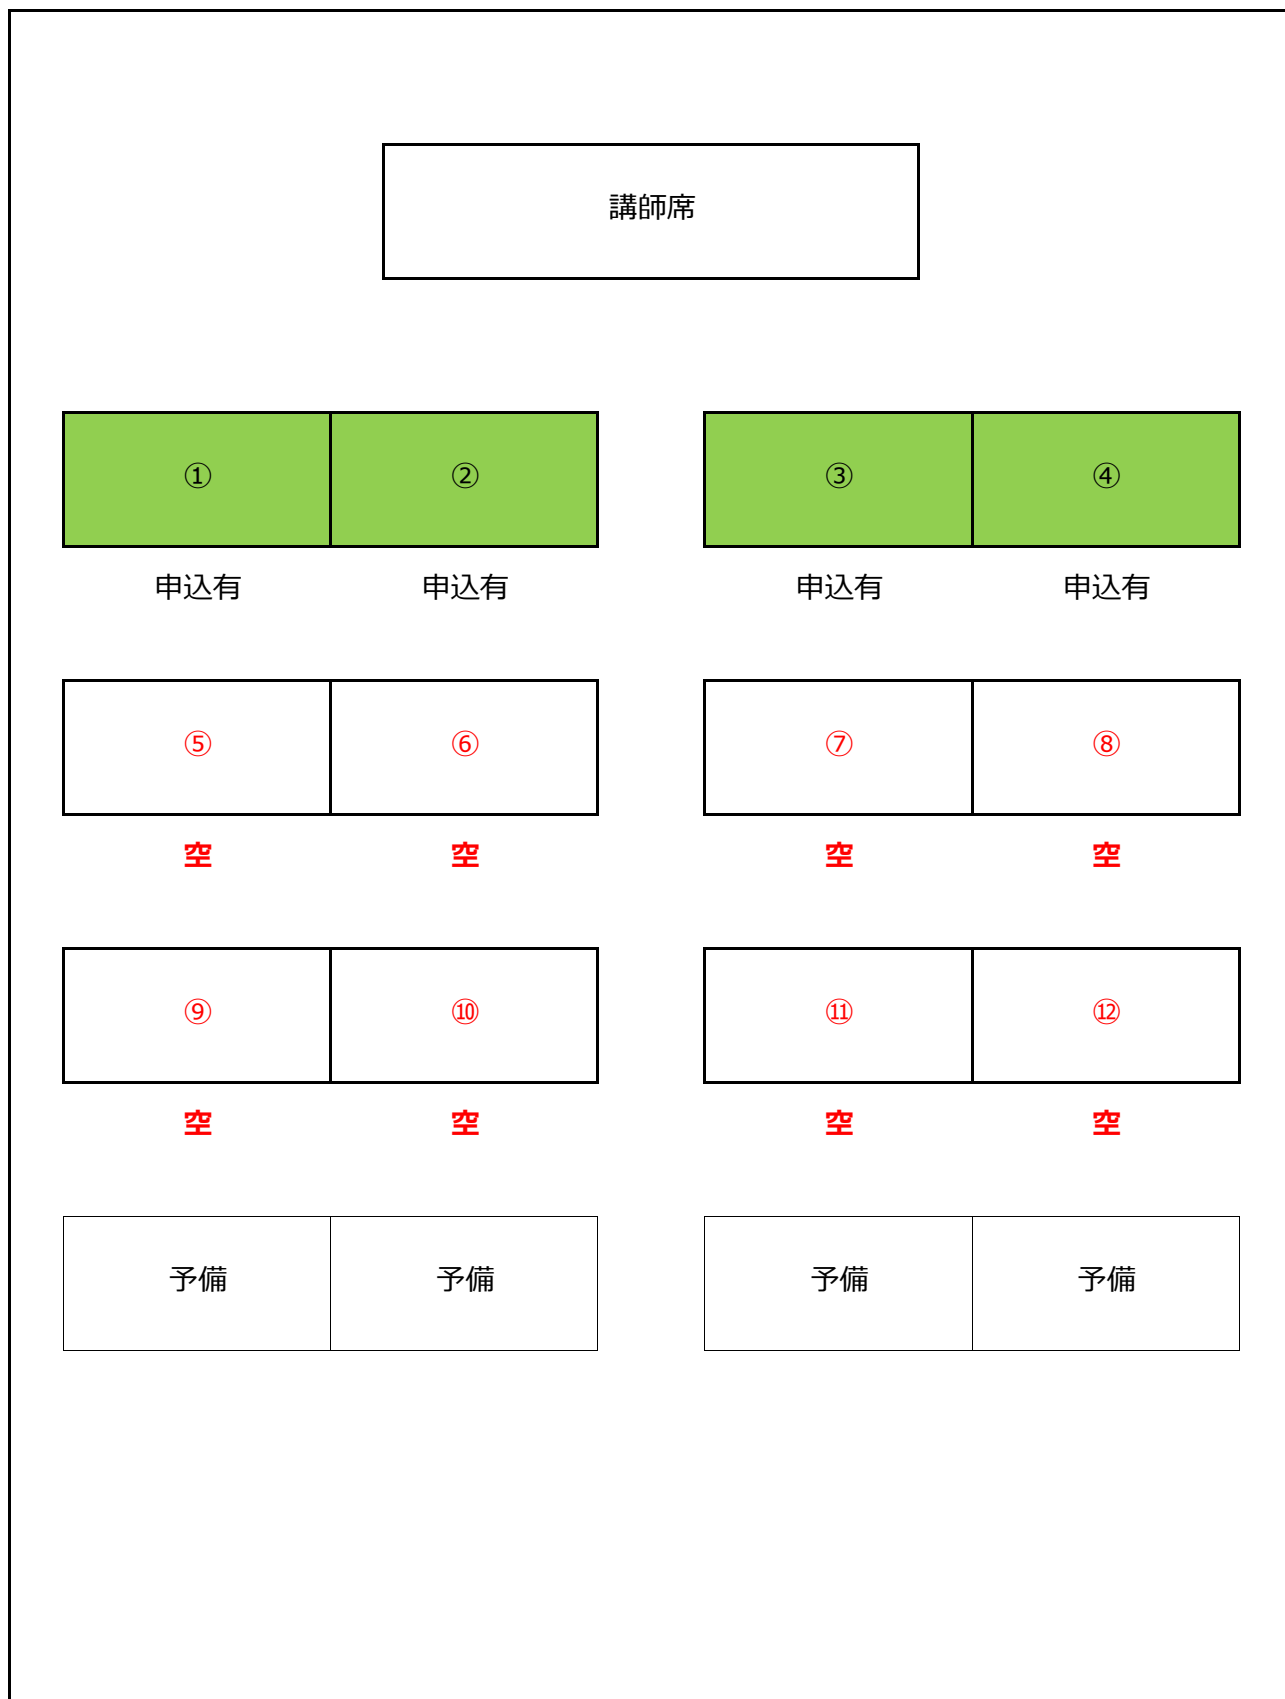 講師席
① ② ③ ④
申込有 申込有 申込有 申込有
⑤ ⑥ ⑦ ⑧
空 空 空 空
⑨ ⑩ ⑪ ⑫
空 空 空 空
予備 予備 予備 予備